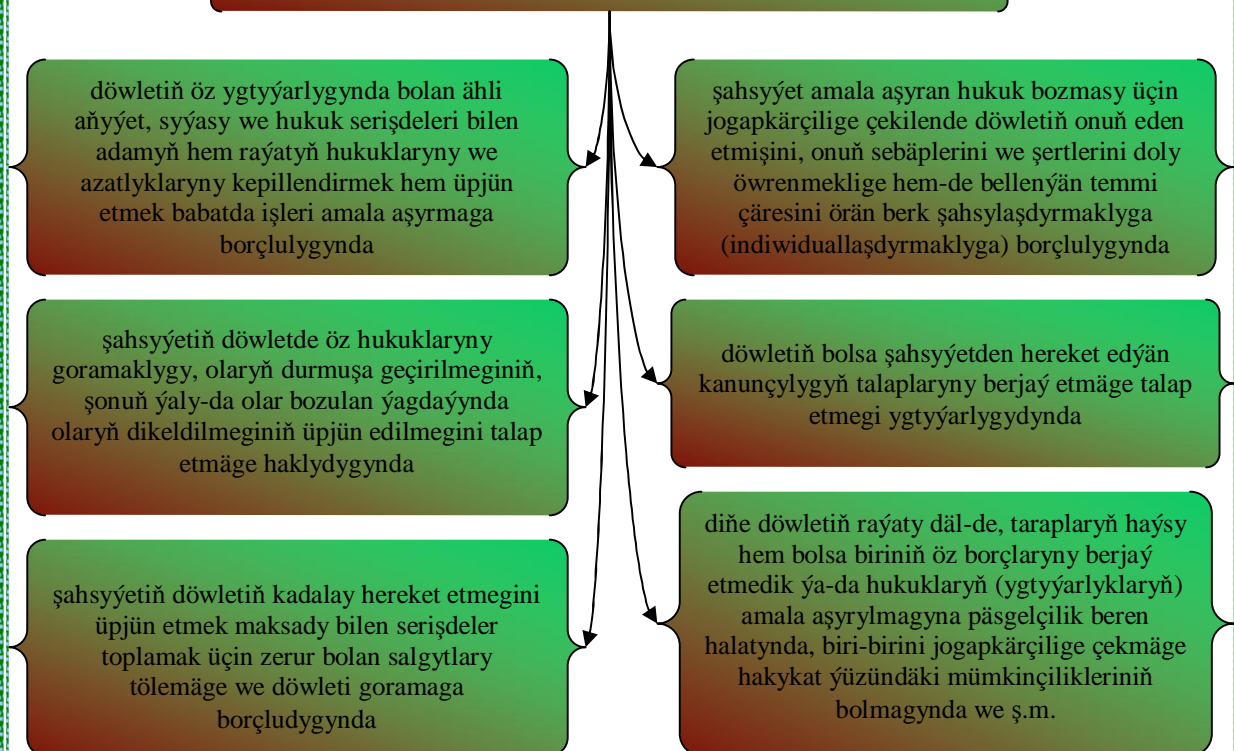 döwletiň öz ygtyýarlygynda bolan ähli
aňyýet, syýasy we hukuk serişdeleri bilen
adamyň hem raýatyň hukuklaryny we
azatlyklaryny kepillendirmek hem üpjün
etmek babatda işleri amala aşyrmaga
borçlulygynda
şahsyýet amala aşyran hukuk bozmasy üçin
jogapkärçilige çekilende döwletiň onuň eden
etmişini, onuň sebäplerini we şertlerini doly
öwrenmeklige hem-de bellenýän temmi
çäresini örän berk şahsylaşdyrmaklyga
(indiwiduallaşdyrmaklyga) borçlulygynda
şahsyýetiň döwletde öz hukuklaryny
goramaklygy, olaryň durmuşa geçirilmeginiň,
şonuň ýaly-da olar bozulan ýagdaýynda
olaryň dikeldilmeginiň üpjün edilmegini talap
etmäge haklydygynda
döwletiň bolsa şahsyýetden hereket edýän
kanunçylygyň talaplaryny berjaý etmäge talap
etmegi ygtyýarlygydynda
şahsyýetiň döwletiň kadalay hereket etmegini
üpjün etmek maksady bilen serişdeler
toplamak üçin zerur bolan salgytlary
tölemäge we döwleti goramaga
borçludygynda
diňe döwletiň raýaty däl-de, taraplaryň haýsy
hem bolsa biriniň öz borçlaryny berjaý
etmedik ýa-da hukuklaryň (ygtyýarlyklaryň)
amala aşyrylmagyna päsgelçilik beren
halatynda, biri-birini jogapkärçilige çekmäge
hakykat ýüzündäki mümkinçilikleriniň
bolmagynda we ş.m.